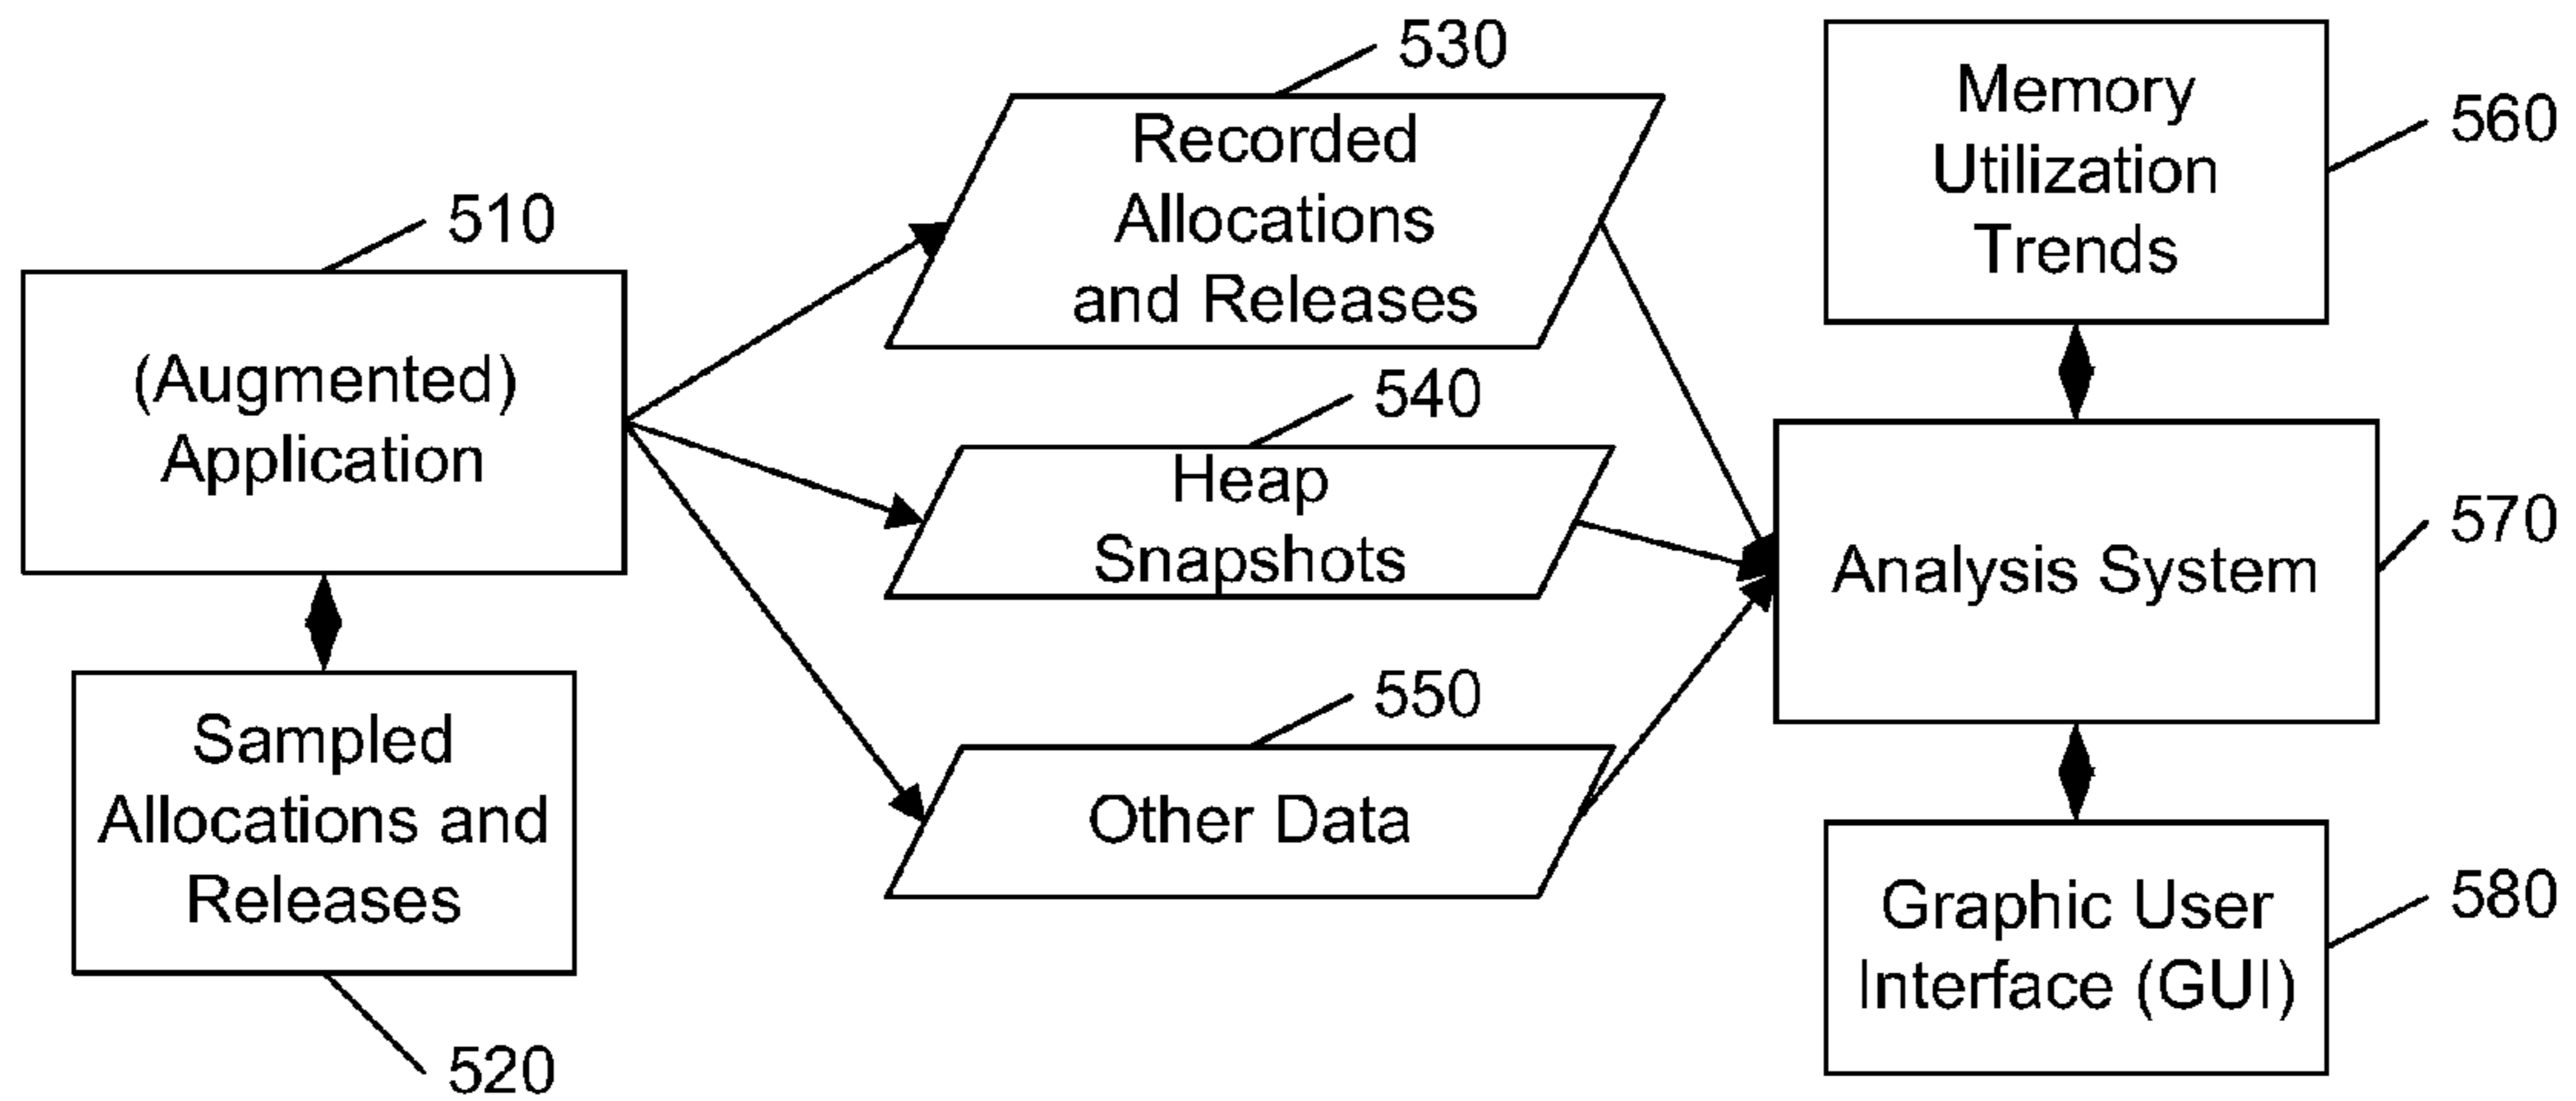 510
(Augmented)
Application
Sampled
Allocations and
Releases
520
530
Recorded
Allocations
and Releases
540
Heap
Snapshots
550
Other Data
Memory
Utilization
Trends
560
Analysis System
570
Graphic User
Interface (GUI)
580